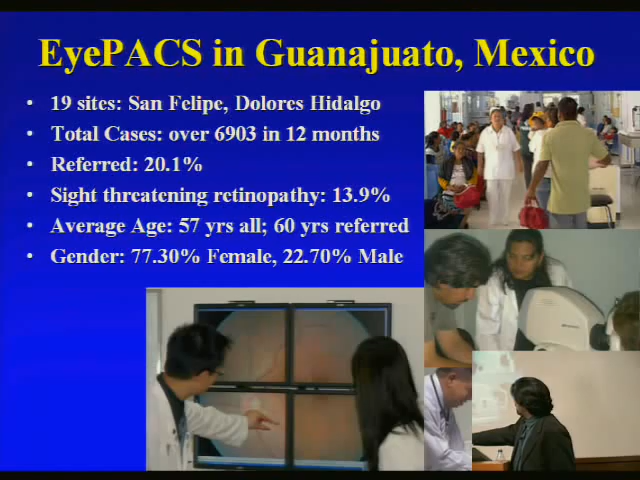 EyePACS in Guanajuato, Mexico
• 19 sites: San Felipe, Dolores Hidalgo
• Total Cases: over 6903 in 12 months
• Referred: 20.1%
• Sight threatening retinopathy: 13.9%
• Average Age: 57 yrs all; 60 yrs referred
• Gender: 77.30% Female, 22.70% Male